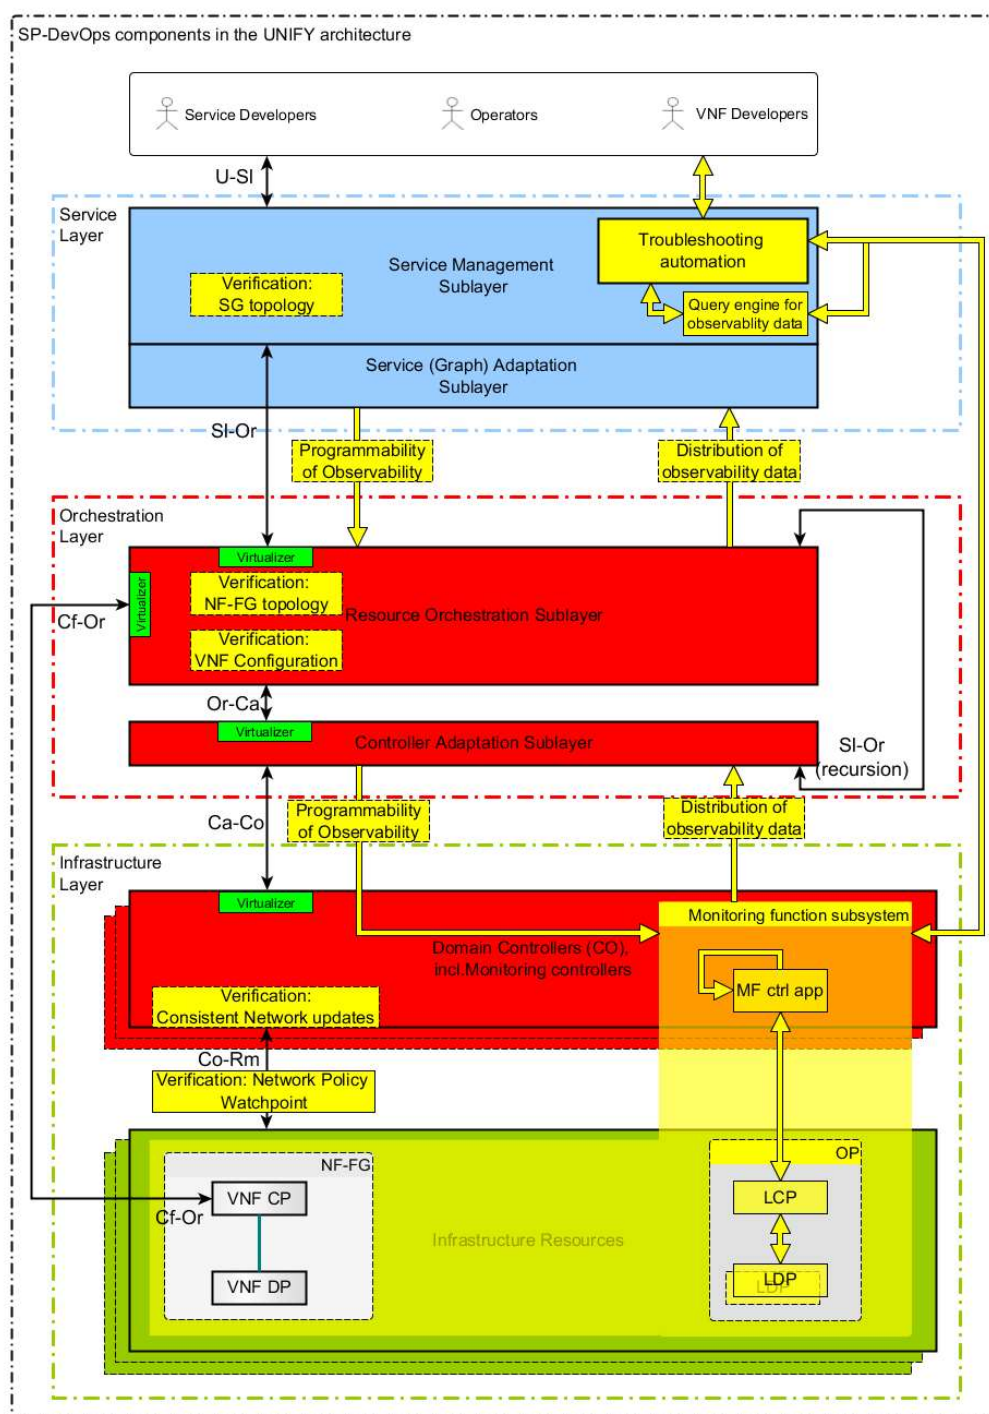 SP-DevOps components in the UNIFY architecture
Service Developers
Operators
VNF Developers
U-Sl
Service
Layer
Troubleshooting
automation
Service Management
Sublayer
Verification:
SG topology
Query engine for
observablity data
Service (Graph) Adaptation
Sublayer
Sl-Or
Programmability
of Observability
Distribution of
observability data
Orchestration
Layer
Virtualizer
Virtualizer
Verification:
NF-FG topology
Resource Orchestration Sublayer
Cf-Or
Verification:
VNF Configuration
Or-Ca
Virtualizer
Controller Adaptation Sublayer
Sl-Or
(recursion)
Programmability
of Observability
Distribution of
observability data
Ca-Co
Infrastructure
Layer
Virtualizer
Monitoring function subsystem
Domain Controllers (CO),
incl.Monitoring controllers
MF ctrl app
Verification:
Consistent Network updates
Co-Rm
Verification: Network Policy
Watchpoint
NF-FG
OP
VNF CP
LCP
Cf-Or
Infrastructure Resources
VNF DP
LDP
LDP